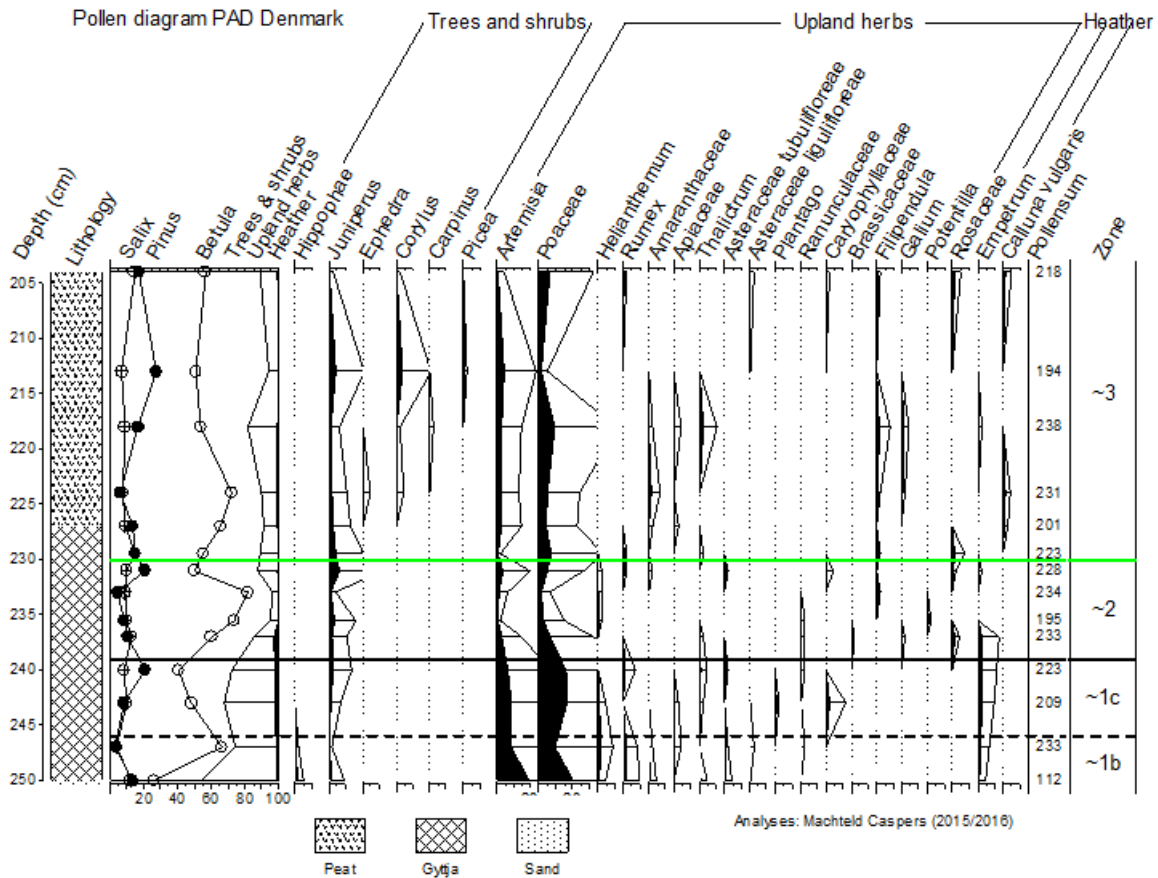 Pollen diagram PAD Denmark
Trees and shrubs
Upland herbs
Heather
Depth (cm)
Lithology
Salix
Pinus
Betula
Trees & shrubs
Upland herbs
Heather
Hippophae
Juniperus
Ephedra
Corylus
Carpinus
Picea
Artemisia
Poaceae
Helianthemum
Rumex
Amaranthaceae
Apiaceae
Thalictrum
Asteraceae tubulifloreae
Asteraceae ligulifloreae
Plantago
Ranunculaceae
Caryophyllaceae
Brassicaceae
Filipendula
Galium
Potentilla
Rosaceae
Empetrum
Calluna vulgaris
Pollensum
Zone
205
210
215
220
225
230
235
240
245
250
218
194
238
231
201
223
228
234
195
233
223
209
233
112
~3
~2
~1c
~1b
20 40 60 80 100
Analyses: Machteld Caspers (2015/2016)
Peat
Gyttja
Sand